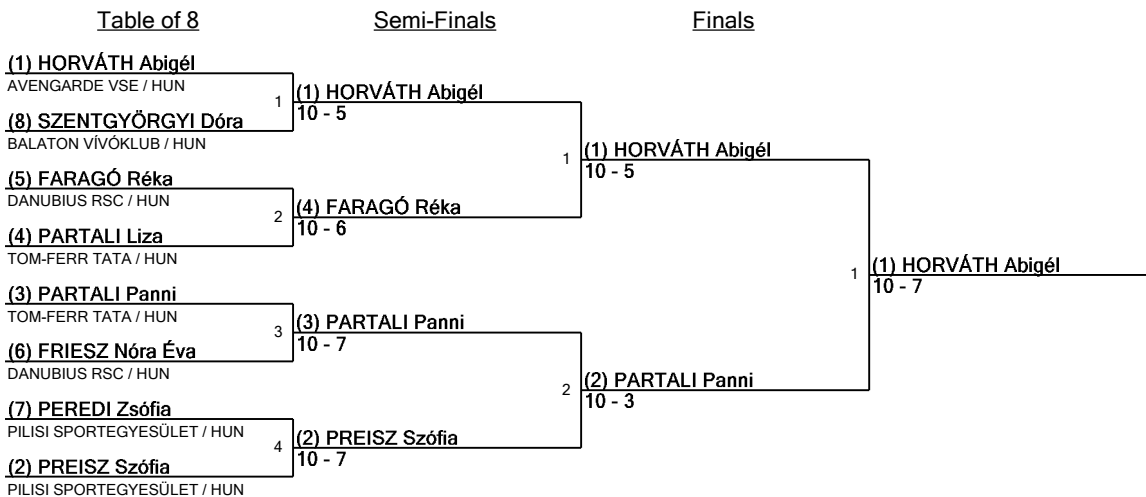 Table of 8
Semi-Finals
Finals
(1) HORVÁTH Abigél
AVENGARDE VSE / HUN
1
(1) HORVÁTH Abigél
10 - 5
(8) SZENTGYÖRGYI Dóra
BALATON VÍVÓKLUB / HUN
1
(1) HORVÁTH Abigél
10 - 5
(5) FARAGÓ Réka
DANUBIUS RSC / HUN
2
(4) FARAGÓ Réka
10 - 6
(4) PARTALI Liza
TOM-FERR TATA / HUN
1
(1) HORVÁTH Abigél
10 - 7
(3) PARTALI Panni
TOM-FERR TATA / HUN
3
(3) PARTALI Panni
10 - 7
(6) FRIESZ Nóra Éva
DANUBIUS RSC / HUN
2
(2) PARTALI Panni
10 - 3
(7) PEREDI Zsófia
PILISI SPORTEGYESÜLET / HUN
4
(2) PREISZ Szófia
10 - 7
(2) PREISZ Szófia
PILISI SPORTEGYESÜLET / HUN